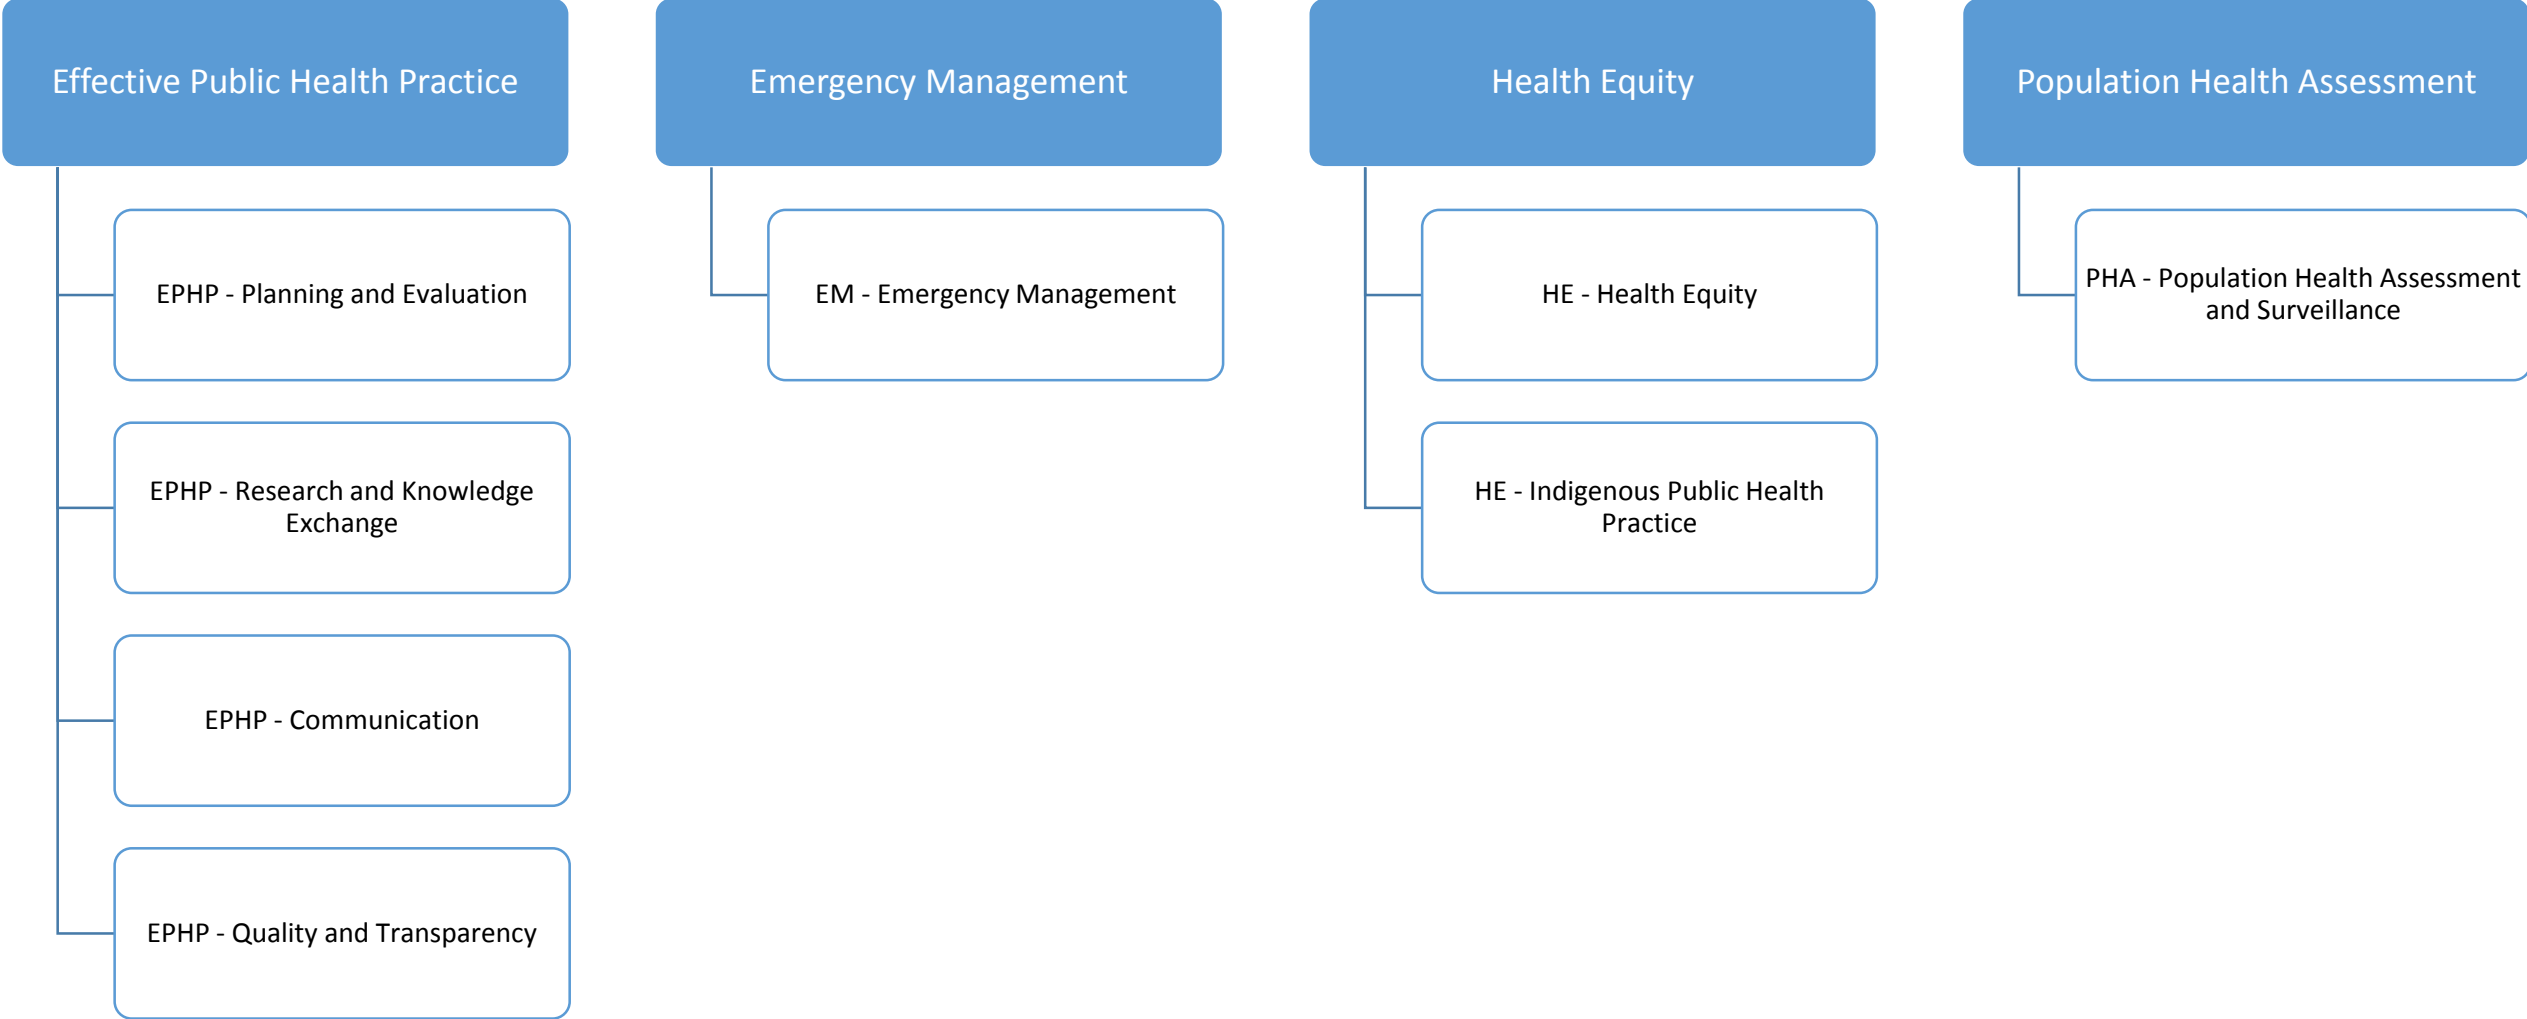 Effective Public Health Practice
EPHP - Planning and Evaluation
EPHP - Research and Knowledge
Exchange
EPHP - Communication
EPHP - Quality and Transparency
Emergency Management
EM - Emergency Management
Health Equity
HE - Health Equity
HE - Indigenous Public Health
Practice
Population Health Assessment
PHA - Population Health Assessment
and Surveillance